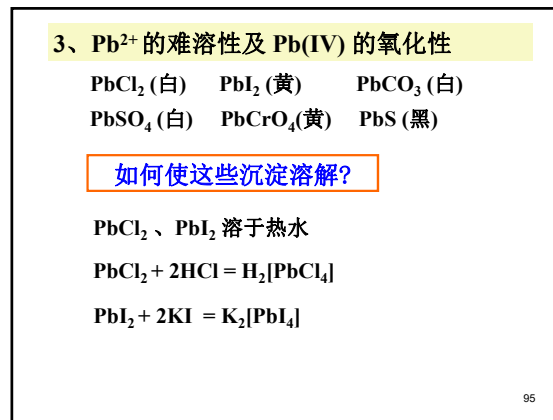 3、Pb²⁺ 的难溶性及 Pb(IV) 的氧化性
PbCl₂ (白) PbI₂ (黄) PbCO₃ (白)
PbSO₄ (白) PbCrO₄(黄) PbS (黑)
如何使这些沉淀溶解?
PbCl₂ 、PbI₂ 溶于热水
PbCl₂ + 2HCl = H₂[PbCl₄]
PbI₂ + 2KI = K₂[PbI₄]
95